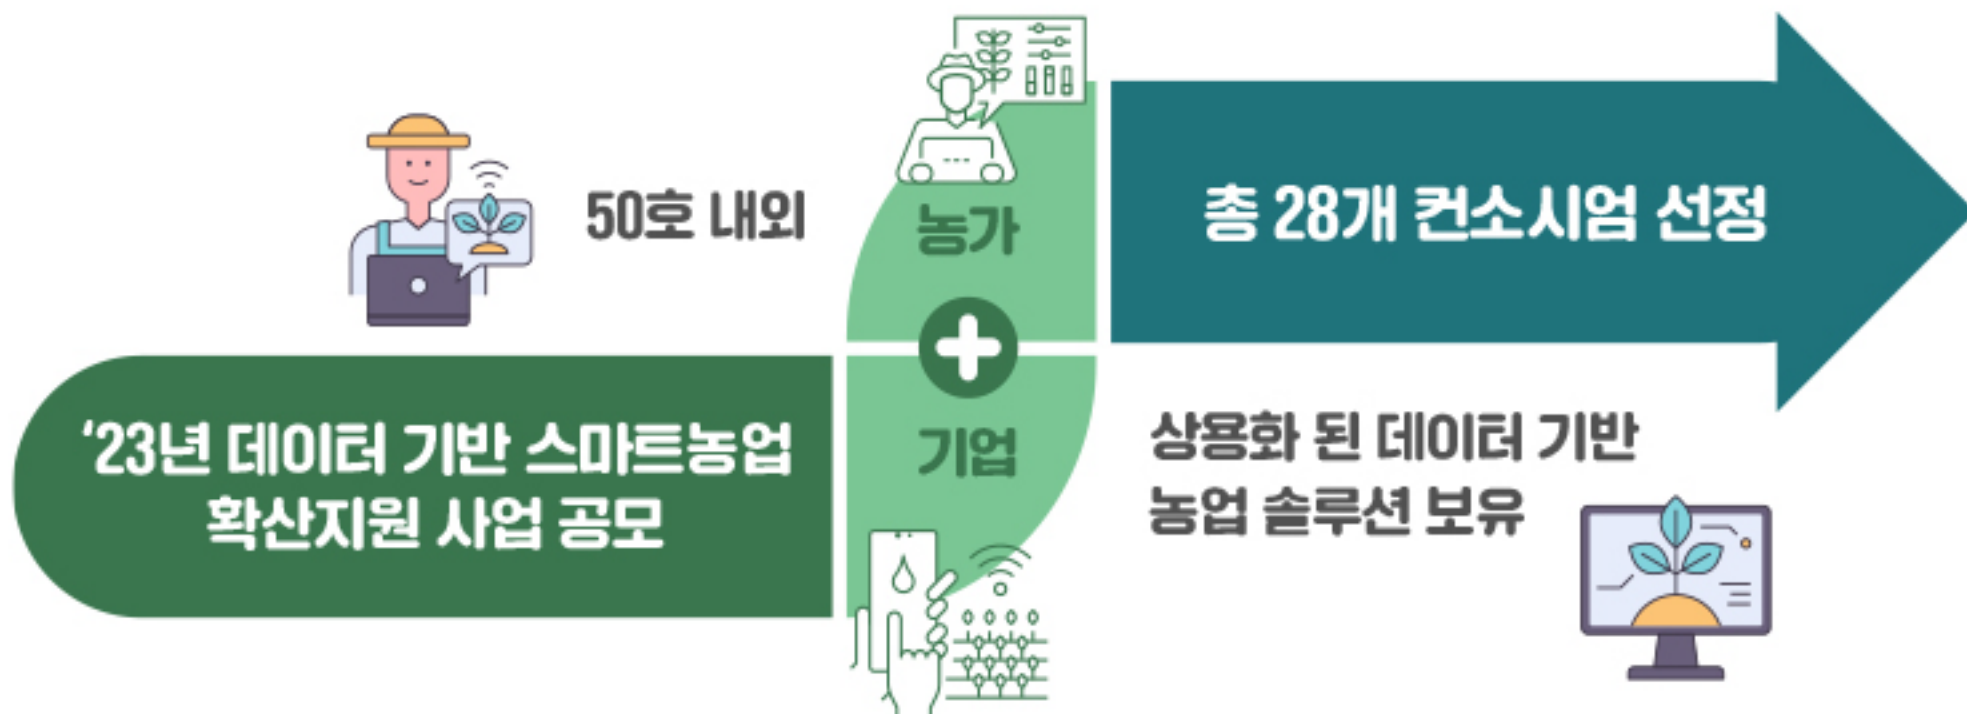 50호 내외
농가
총 28개 컨소시엄 선정
‘23년 데이터 기반 스마트농업
확산지원 사업 공모
기업
상용화 된 데이터 기반
농업 솔루션 보유